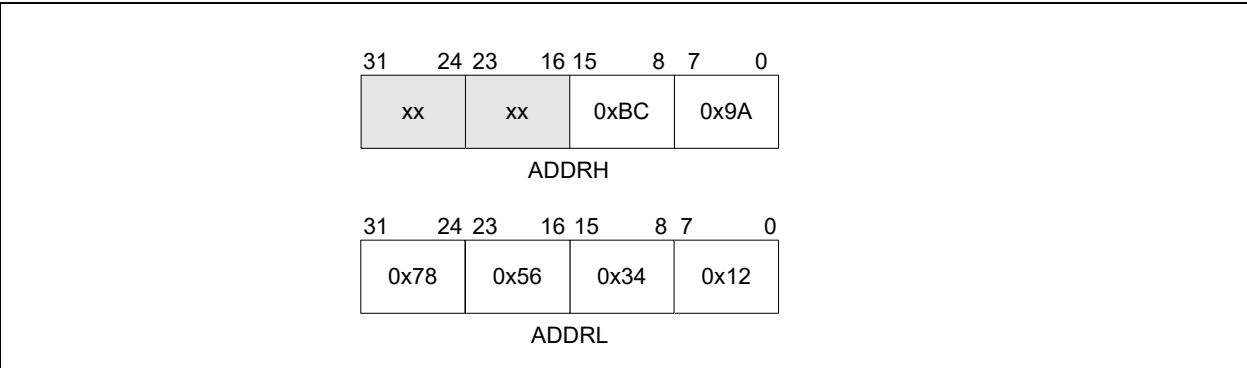 31 24 23 16 15 8 7 0
xx xx 0xBC 0x9A
ADDRH
31 24 23 16 15 8 7 0
0x78 0x56 0x34 0x12
ADDRL